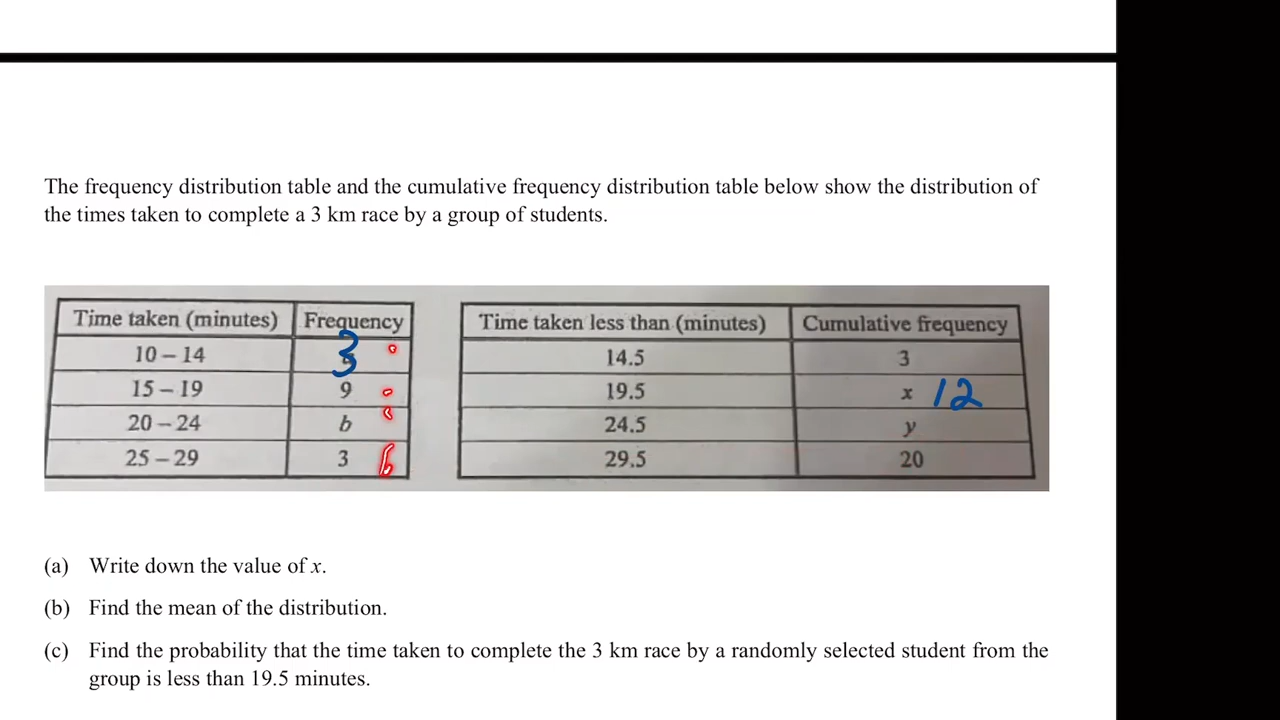 The frequency distribution table and the cumulative frequency distribution table below show the distribution of
the times taken to complete a 3 km race by a group of students.
Time taken (minutes) Frequency
10 – 14 3
15 – 19 9
20 – 24 b
25 – 29 3
Time taken less than (minutes) Cumulative frequency
14.5 3
19.5 x 12
24.5 y
29.5 20
(a) Write down the value of x.
(b) Find the mean of the distribution.
(c) Find the probability that the time taken to complete the 3 km race by a randomly selected student from the
group is less than 19.5 minutes.